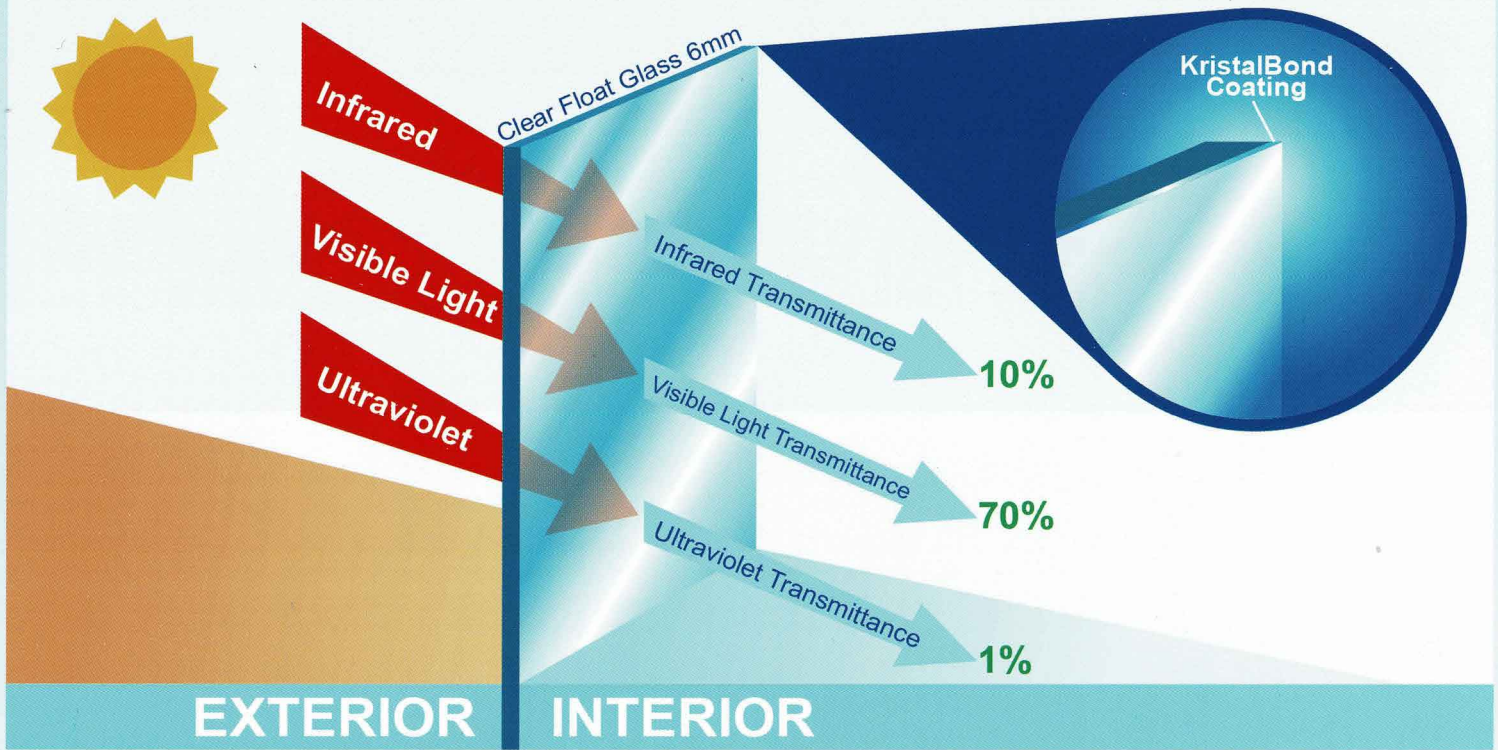 Infrared
Visible Light
Ultraviolet
Clear Float Glass 6mm
KristalBond
Coating
Infrared Transmittance
10%
Visible Light Transmittance
70%
Ultraviolet Transmittance
1%
EXTERIOR
INTERIOR